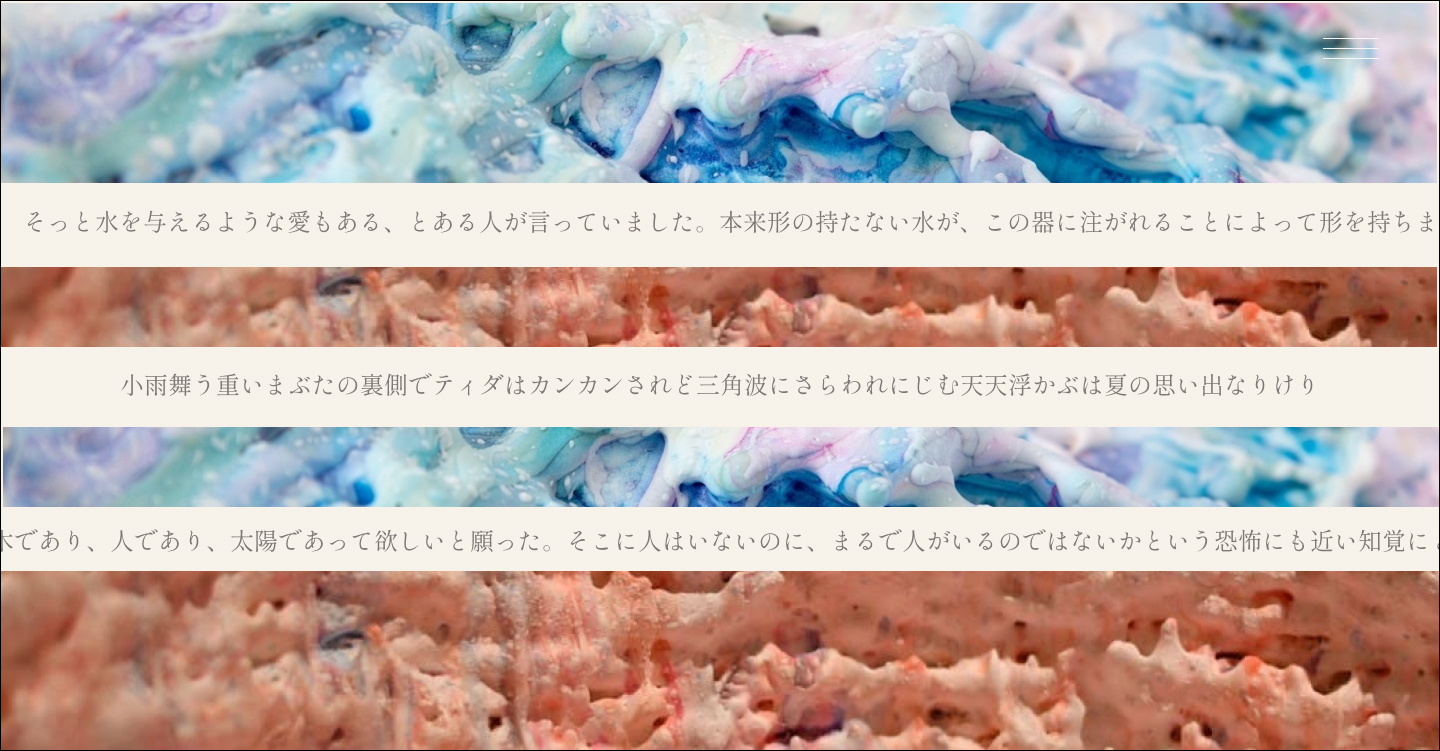 そっと水を与えるような愛もある、とある人が言っていました。本来形の持たない水が、この器に注がれることによって形を持ちま
小雨舞う重いまぶたの裏側でティダはカンカンされど三角波にさらわれにじむ天天浮かぶは夏の思い出なりけり
であり、人であり、太陽であって欲しいと願った。そこに人はいないのに、まるで人がいるのではないかという恐怖にも近い知覚に